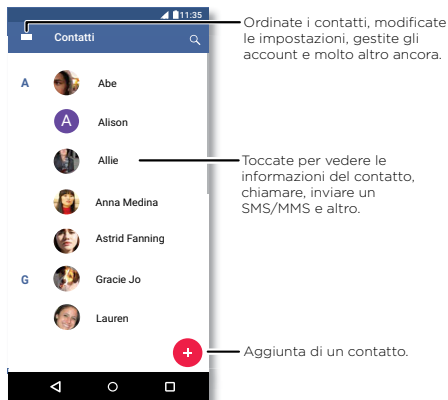 11:35
Contatti
Ordinate i contatti, modificate
le impostazioni, gestite gli
account e molto altro ancora.
A
Abe
A
Alison
Allie
Toccate per vedere le
informazioni del contatto,
chiamare, inviare un
SMS/MMS e altro.
Anna Medina
Astrid Fanning
G
Gracie Jo
Lauren
Aggiunta di un contatto.